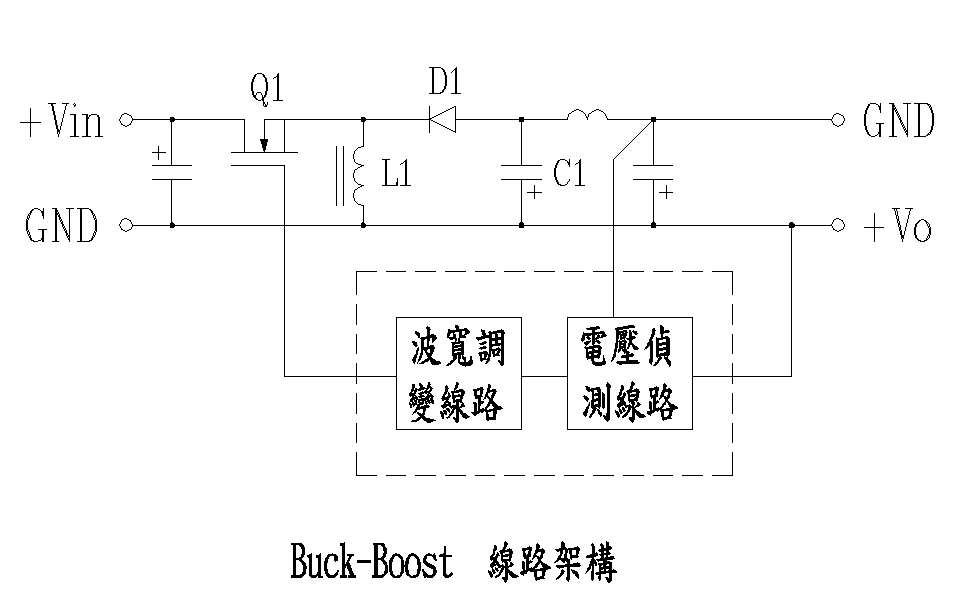 Q1
D1
+Vin
GND
+
L1
+
C1
+
GND
+Vo
波寬調
變線路
電壓偵
測線路
Buck-Boost 線路架構